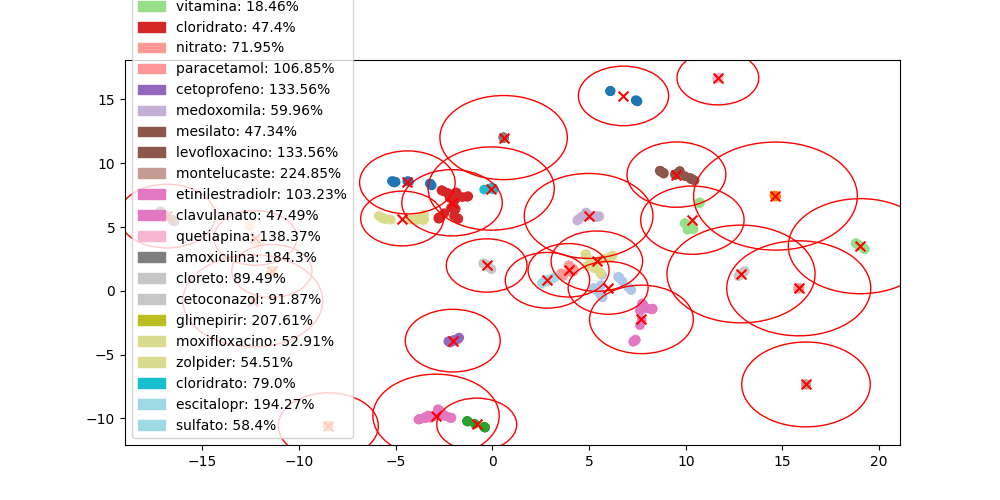 vitamina: 18.46%
cloridrato: 47.4%
nitrato: 71.95%
paracetamol: 106.85%
cetoprofeno: 133.56%
medoxomila: 59.96%
mesilato: 47.34%
levofloxacino: 133.56%
montelucaste: 224.85%
etinilestradiolr: 103.23%
clavulanato: 47.49%
quetiapina: 138.37%
amoxicilina: 184.3%
cloreto: 89.49%
cetoconazol: 91.87%
glimepirir: 207.61%
moxifloxacino: 52.91%
zolpider: 54.51%
cloridrato: 79.0%
escitalopr: 194.27%
sulfato: 58.4%
15
10
5
0
−5
−10
−15 −10 −5 0 5 10 15 20